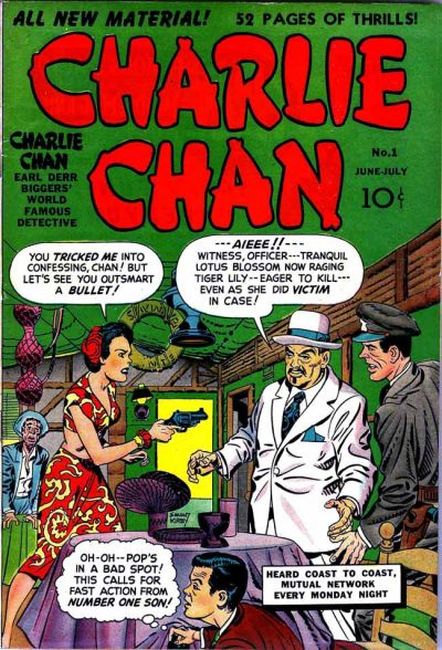 ALL NEW MATERIAL!
52 PAGES OF THRILLS!
CHARLIE
CHAN
CHARLIE
CHAN
EARL DERR
BIGGERS'
WORLD
FAMOUS
DETECTIVE
No.1
JUNE-JULY
10¢
YOU TRICKED ME INTO
CONFESSING, CHAN! BUT
LET'S SEE YOU OUTSMART
A BULLET!
---AIEEE!!---
WITNESS, OFFICER---TRANQUIL
LOTUS BLOSSOM NOW RAGING
TIGER LILY--EAGER TO KILL---
EVEN AS SHE DID VICTIM
IN CASE!
SIMON?
KIRBY
OH-OH--POP'S
IN A BAD SPOT!
THIS CALLS FOR
FAST ACTION FROM
NUMBER ONE SON!
HEARD COAST TO COAST,
MUTUAL NETWORK
EVERY MONDAY NIGHT